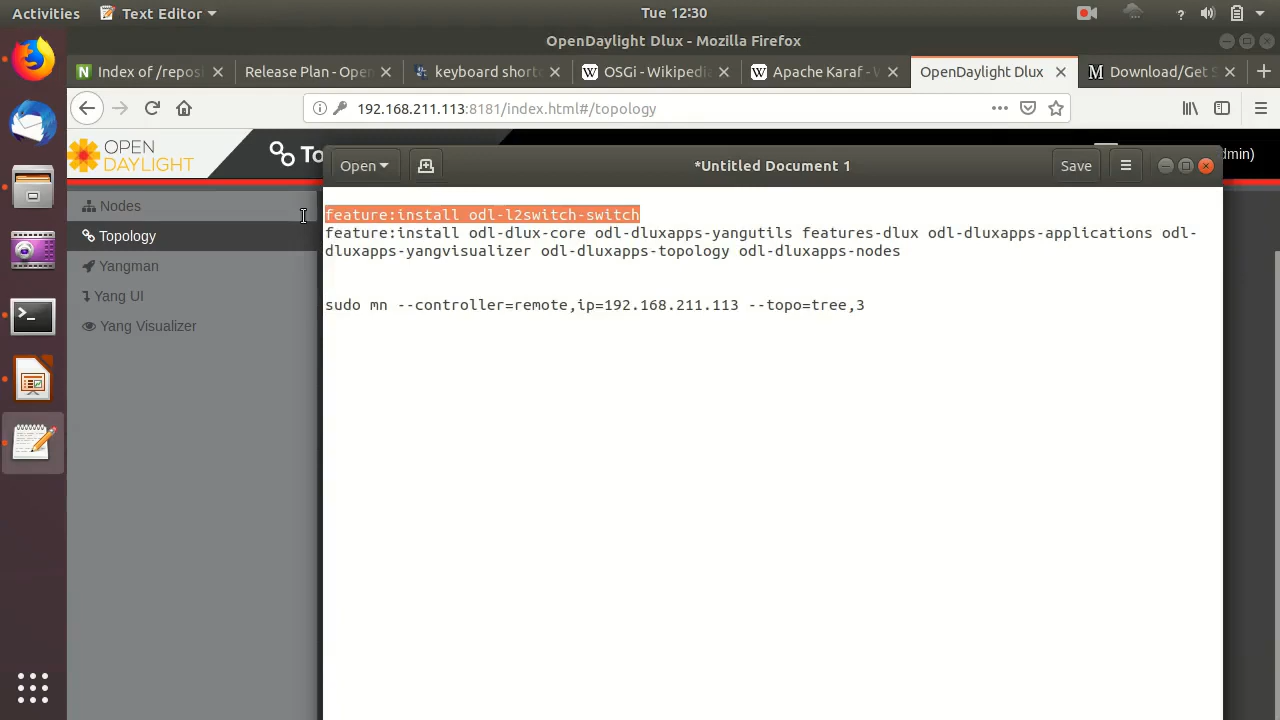 Activities Text Editor Tue 12:30 ?
OpenDaylight Dlux - Mozilla Firefox
Index of /repos Release Plan - Open keyboard short OSGi - Wikipedia Apache Karaf - W OpenDaylight Dlux Download/Get S
192.168.211.113:8181/index.html#/topology
OPEN
DAYLIGHT
To
dmin)
Open *Untitled Document 1 Save
Nodes
Topology
Yangman
Yang UI
Yang Visualizer
feature:install odl-l2switch-switch
feature:install odl-dlux-core odl-dluxapps-yangutils features-dlux odl-dluxapps-applications odl-
dluxapps-yangvisualizer odl-dluxapps-topology odl-dluxapps-nodes
sudo mn --controller=remote,ip=192.168.211.113 --topo=tree,3